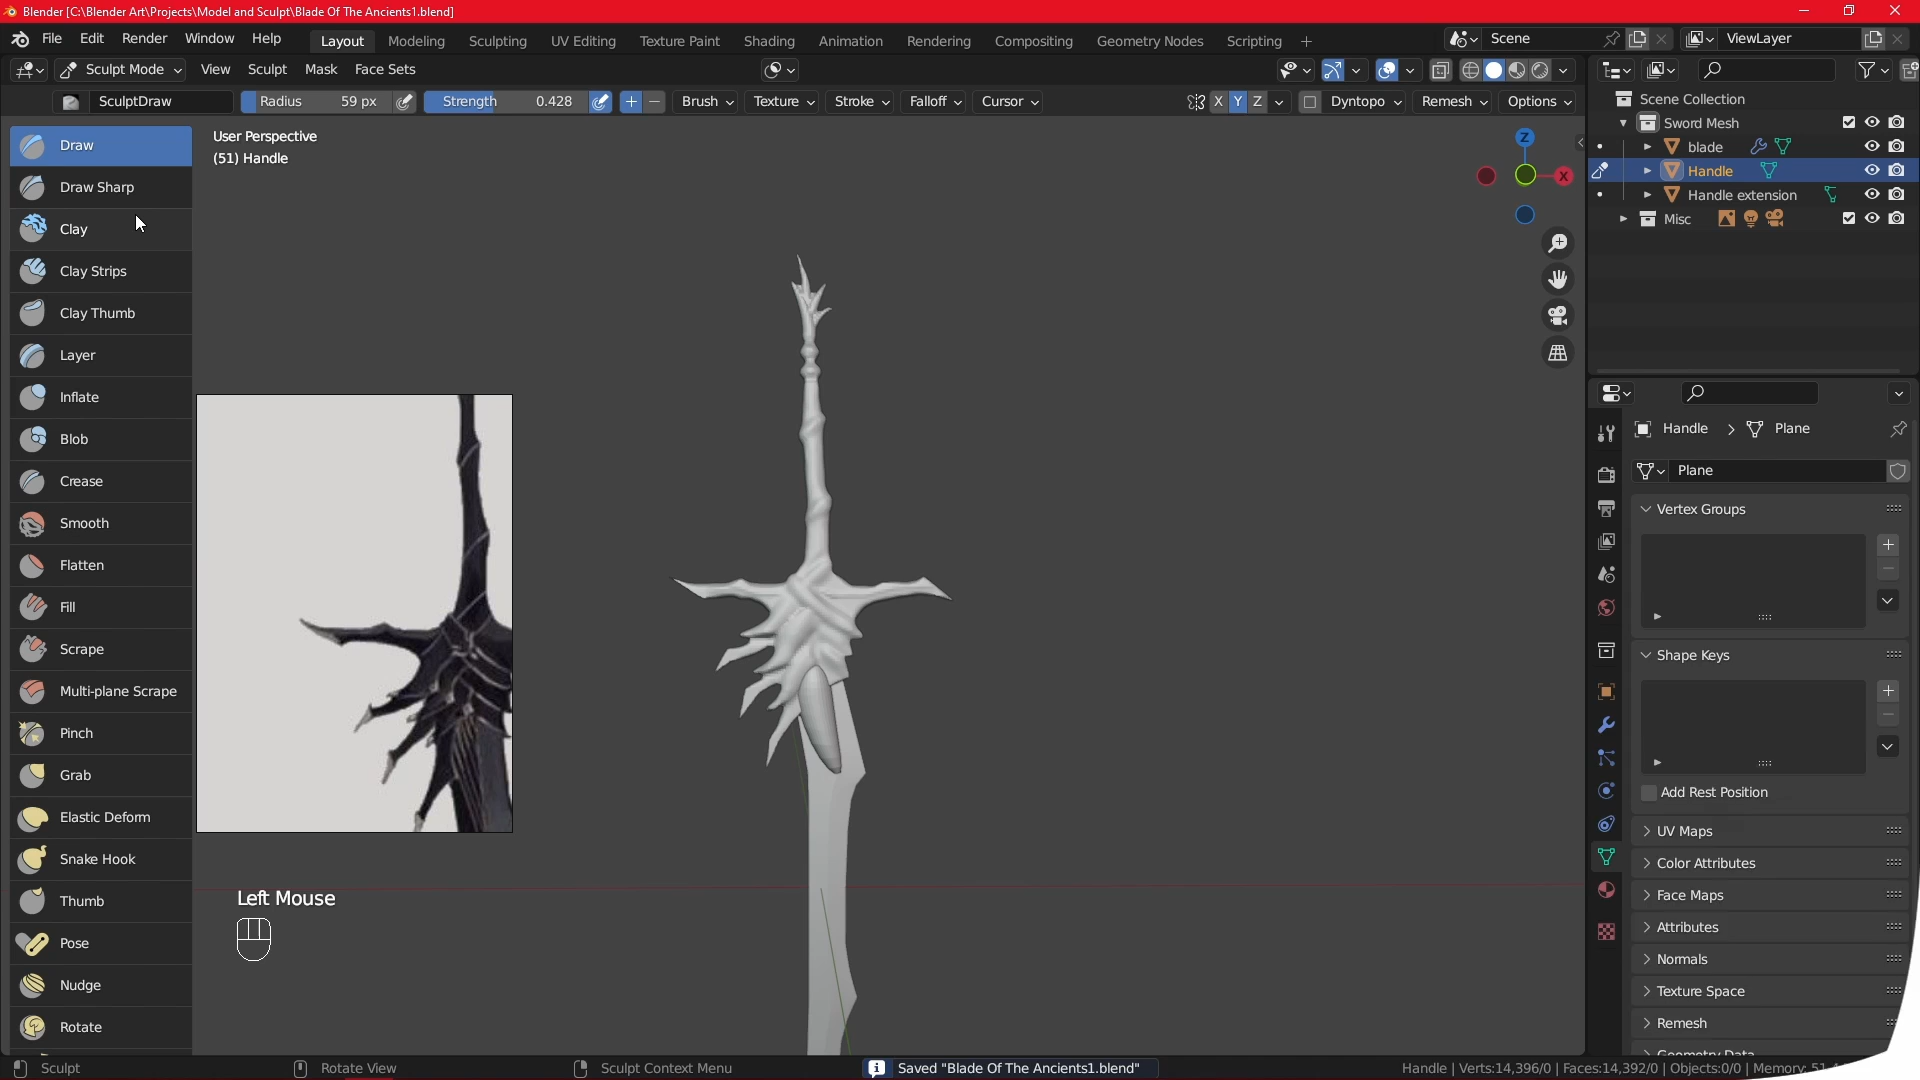 Blender [C:\Blender Art\Projects\Model and Sculpt\Blade Of The Ancients1.blend]
File Edit Render Window Help Layout Modeling Sculpting UV Editing Texture Paint Shading Animation Rendering Compositing Geometry Nodes Scripting + Scene ViewLayer
Sculpt Mode View Sculpt Mask Face Sets
SculptDraw Radius 59 px Strength 0.428 + − Brush Texture Stroke Falloff Cursor X Y Z Dyntopo Remesh Options
Scene Collection
Sword Mesh
blade
Handle
Handle extension
Misc
User Perspective
(51) Handle
Z
X
Draw
Draw Sharp
Clay
Clay Strips
Clay Thumb
Layer
Inflate
Blob
Crease
Smooth
Flatten
Fill
Scrape
Multi-plane Scrape
Pinch
Grab
Elastic Deform
Snake Hook
Thumb
Pose
Nudge
Rotate
Left Mouse
Handle > Plane
Plane
Vertex Groups
Shape Keys
Add Rest Position
UV Maps
Color Attributes
Face Maps
Attributes
Normals
Texture Space
Remesh
Geometry Data
Sculpt Rotate View Sculpt Context Menu Saved "Blade Of The Ancients1.blend" Handle | Verts:14,396/0 | Faces:14,392/0 | Objects:0/0 | Memory: